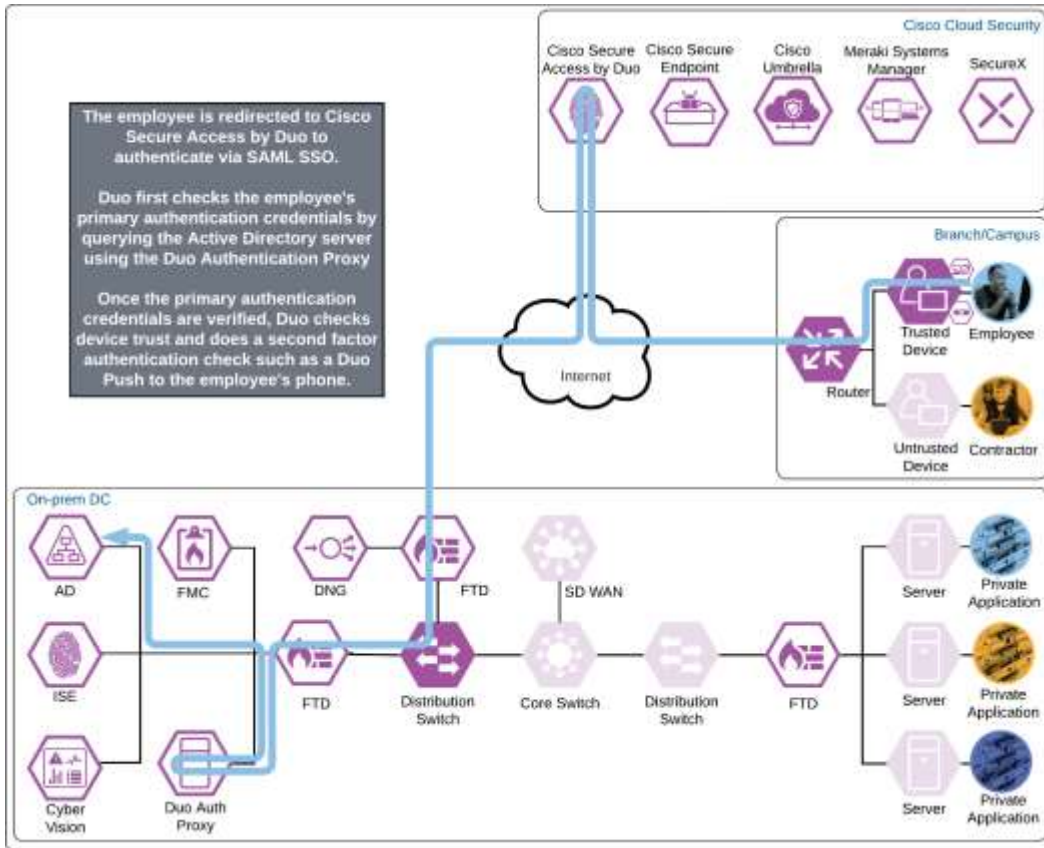 Cisco Cloud Security
Cisco Secure
Access by Duo
Cisco Secure
Endpoint
Cisco
Umbrella
Meraki Systems
Manager
SecureX
The employee is redirected to Cisco
Secure Access by Duo to
authenticate via SAML SSO.
Duo first checks the employee's
primary authentication credentials by
querying the Active Directory server
using the Duo Authentication Proxy
Once the primary authentication
credentials are verified, Duo checks
device trust and does a second factor
authentication check such as a Duo
Push to the employee's phone.
Branch/Campus
Trusted
Device
Employee
Internet
Router
Untrusted
Device
Contractor
On-prem DC
AD
FMC
DNG
FTD
SD WAN
Server
Private
Application
ISE
FTD
Distribution
Switch
Core Switch
Distribution
Switch
FTD
Server
Private
Application
Cyber
Vision
Duo Auth
Proxy
Server
Private
Application